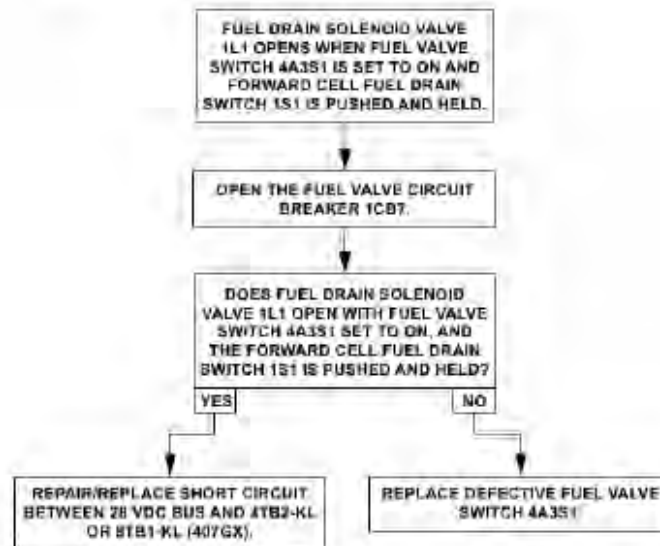 FUEL DRAIN SOLENOID VALVE
1L1 OPENS WHEN FUEL VALVE
SWITCH 4A3S1 IS SET TO ON AND
FORWARD CELL FUEL DRAIN
SWITCH 1S1 IS PUSHED AND HELD.
OPEN THE FUEL VALVE CIRCUIT
BREAKER 1CB7.
DOES FUEL DRAIN SOLENOID
VALVE 1L1 OPEN WITH FUEL VALVE
SWITCH 4A3S1 SET TO ON, AND
THE FORWARD CELL FUEL DRAIN
SWITCH 1S1 IS PUSHED AND HELD?
YES
NO
REPAIR/REPLACE SHORT CIRCUIT
BETWEEN 28 VDC BUS AND 4TB2-KL
OR 8TB1-KL (407GX).
REPLACE DEFECTIVE FUEL VALVE
SWITCH 4A3S1